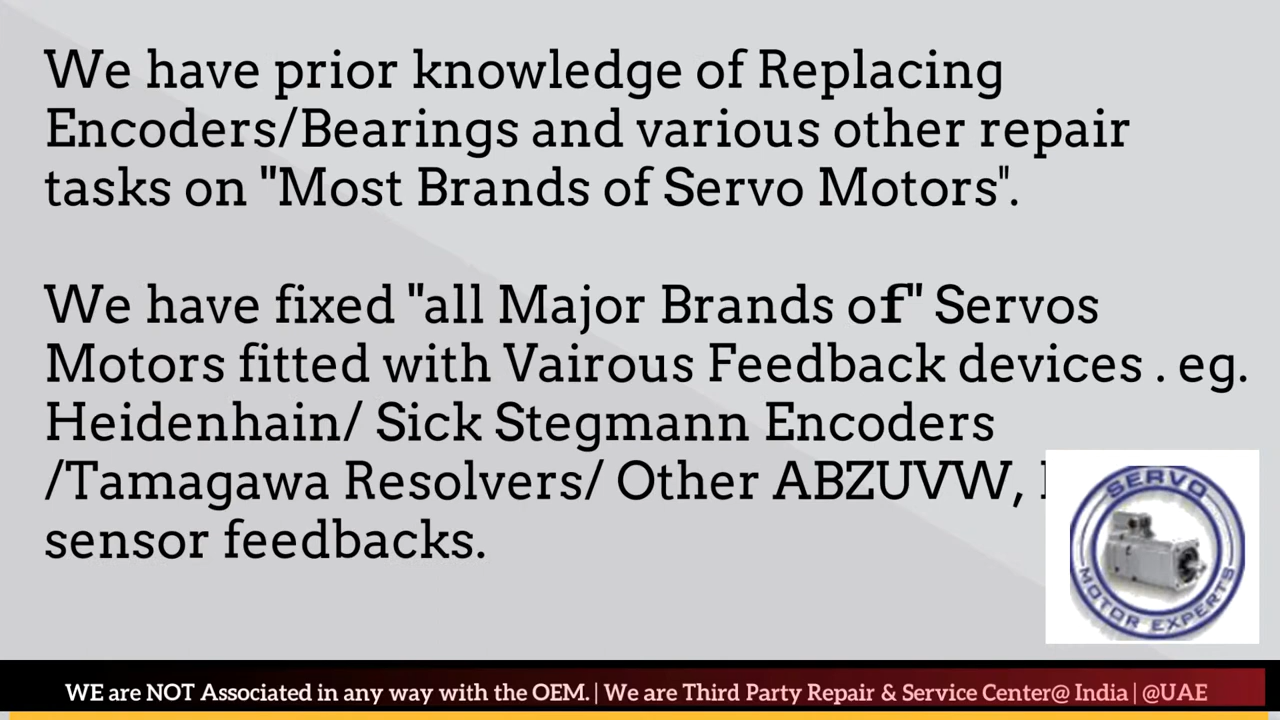 We have prior knowledge of Replacing
Encoders/Bearings and various other repair
tasks on "Most Brands of Servo Motors".
We have fixed "all Major Brands of" Servos
Motors fitted with Vairous Feedback devices . eg.
Heidenhain/ Sick Stegmann Encoders
/Tamagawa Resolvers/ Other ABZUVW,
sensor feedbacks.
SERVO
MOTOR EXPERTS
WE are NOT Associated in any way with the OEM. | We are Third Party Repair & Service Center@ India | @UAE